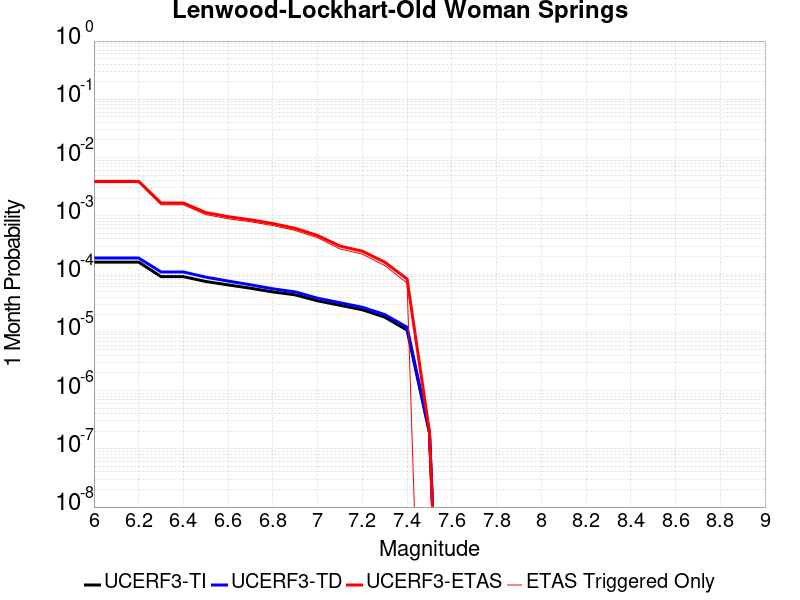 Lenwood-Lockhart-Old Woman Springs
10^0
10^-1
10^-2
10^-3
10^-4
10^-5
10^-6
10^-7
10^-8
1 Month Probability
6 6.2 6.4 6.6 6.8 7 7.2 7.4 7.6 7.8 8 8.2 8.4 8.6 8.8 9
Magnitude
UCERF3-TI UCERF3-TD UCERF3-ETAS ETAS Triggered Only